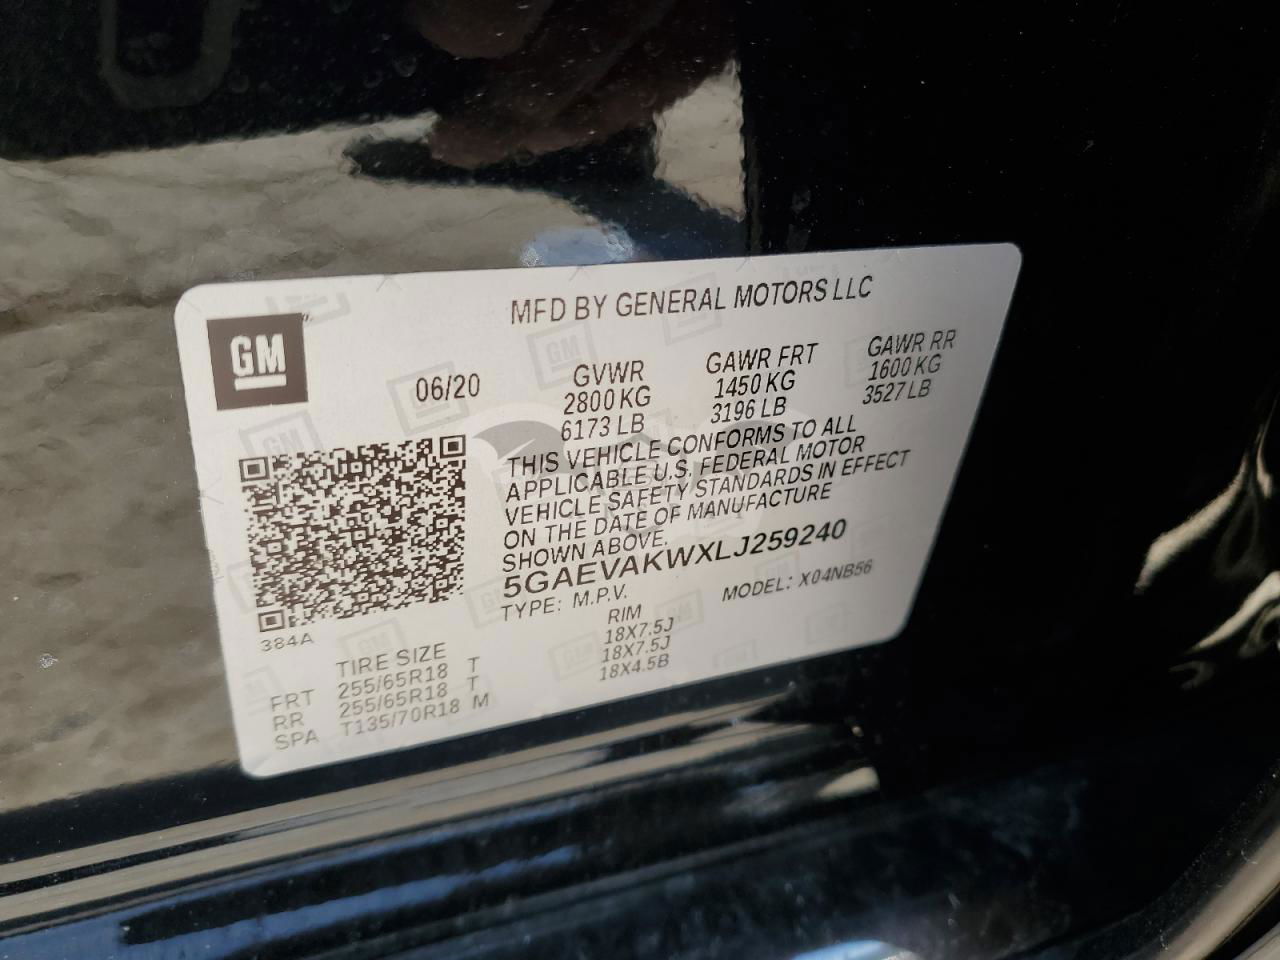 MFD BY GENERAL MOTORS LLC
GM
06/20
GVWR
2800 KG
6173 LB
GAWR FRT
1450 KG
3196 LB
GAWR RR
1600 KG
3527 LB
THIS VEHICLE CONFORMS TO ALL
APPLICABLE U.S. FEDERAL MOTOR
VEHICLE SAFETY STANDARDS IN EFFECT
ON THE DATE OF MANUFACTURE
SHOWN ABOVE.
5GAEVAKWXLJ259240
TYPE: M.P.V. MODEL: X04NB56
384A
TIRE SIZE RIM
FRT 255/65R18 T 18X7.5J
RR 255/65R18 T 18X7.5J
SPA T135/70R18 M 18X4.5B